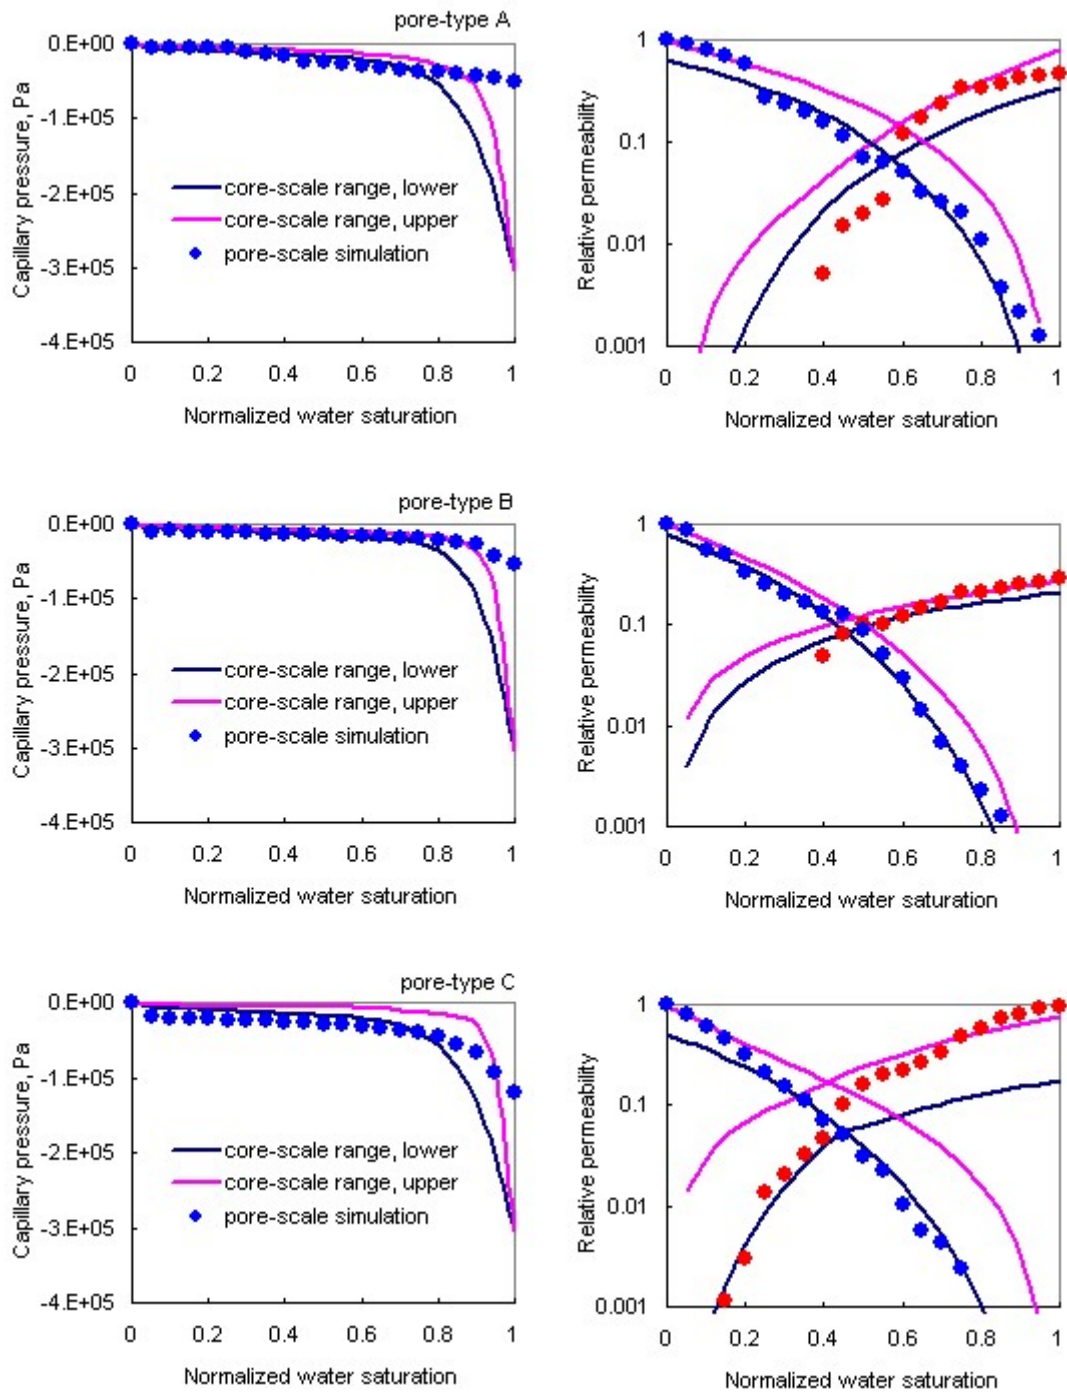 pore-type A
0.E+00
-1.E+05
-2.E+05
-3.E+05
-4.E+05
Capillary pressure, Pa
core-scale range, lower
core-scale range, upper
pore-scale simulation
0 0.2 0.4 0.6 0.8 1
Normalized water saturation
1
0.1
0.01
0.001
Relative permeability
0 0.2 0.4 0.6 0.8 1
Normalized water saturation
pore-type B
0.E+00
-1.E+05
-2.E+05
-3.E+05
-4.E+05
Capillary pressure, Pa
core-scale range, lower
core-scale range, upper
pore-scale simulation
0 0.2 0.4 0.6 0.8 1
Normalized water saturation
1
0.1
0.01
0.001
Relative permeability
0 0.2 0.4 0.6 0.8 1
Normalized water saturation
pore-type C
0.E+00
-1.E+05
-2.E+05
-3.E+05
-4.E+05
Capillary pressure, Pa
core-scale range, lower
core-scale range, upper
pore-scale simulation
0 0.2 0.4 0.6 0.8 1
Normalized water saturation
1
0.1
0.01
0.001
Relative permeability
0 0.2 0.4 0.6 0.8 1
Normalized water saturation